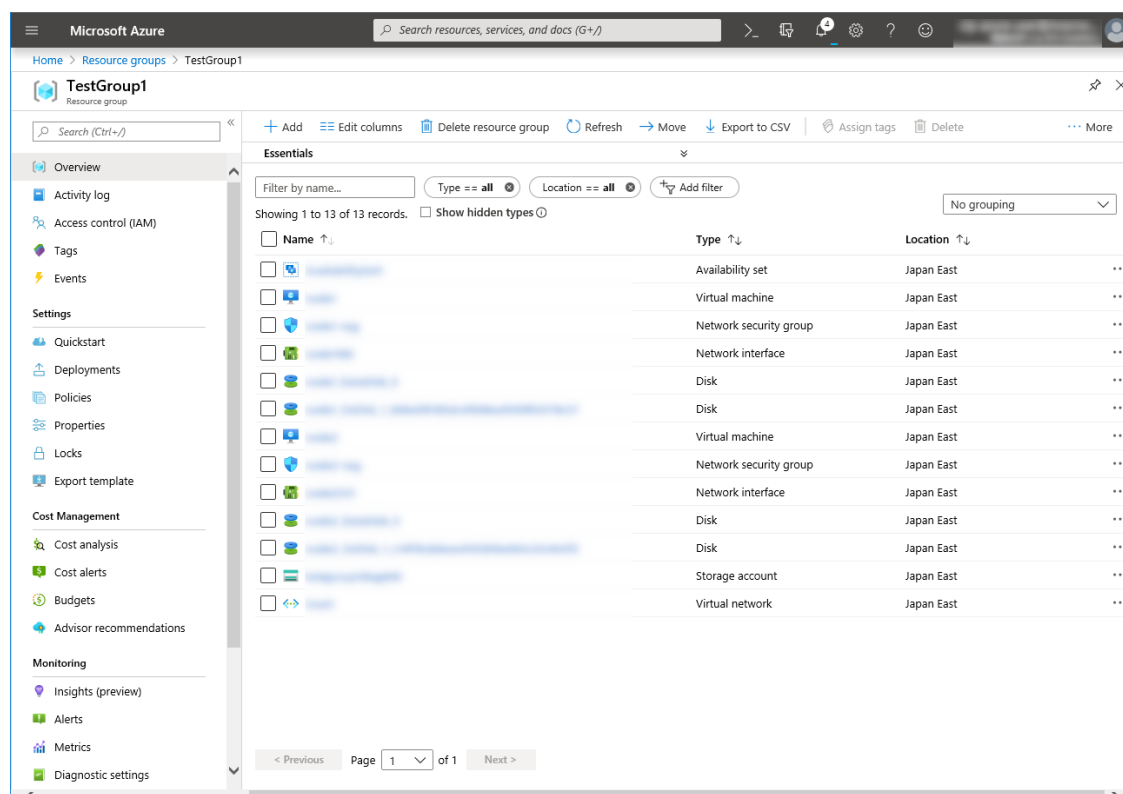 Microsoft Azure
Search resources, services, and docs (G+/)
4
Home > Resource groups > TestGroup1
TestGroup1
Resource group
Search (Ctrl+/)
Overview
Activity log
Access control (IAM)
Tags
Events
Settings
Quickstart
Deployments
Policies
Properties
Locks
Export template
Cost Management
Cost analysis
Cost alerts
Budgets
Advisor recommendations
Monitoring
Insights (preview)
Alerts
Metrics
Diagnostic settings
Add Edit columns Delete resource group Refresh Move Export to CSV Assign tags Delete More
Essentials
Filter by name... Type == all Location == all Add filter
Showing 1 to 13 of 13 records. Show hidden types
No grouping
Name Type Location
Availability set Japan East
Virtual machine Japan East
Network security group Japan East
Network interface Japan East
Disk Japan East
Disk Japan East
Virtual machine Japan East
Network security group Japan East
Network interface Japan East
Disk Japan East
Disk Japan East
Storage account Japan East
Virtual network Japan East
< Previous Page 1 of 1 Next >